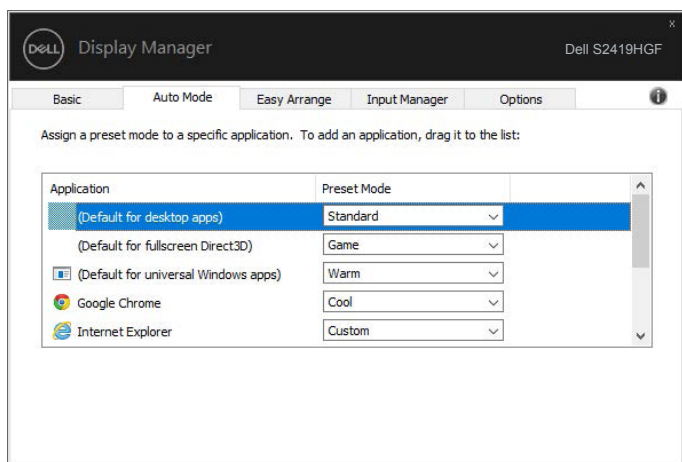 x
DELL Display Manager Dell S2419HGF
Basic Auto Mode Easy Arrange Input Manager Options
Assign a preset mode to a specific application. To add an application, drag it to the list:
Application Preset Mode
(Default for desktop apps) Standard
(Default for fullscreen Direct3D) Game
(Default for universal Windows apps) Warm
Google Chrome Cool
Internet Explorer Custom